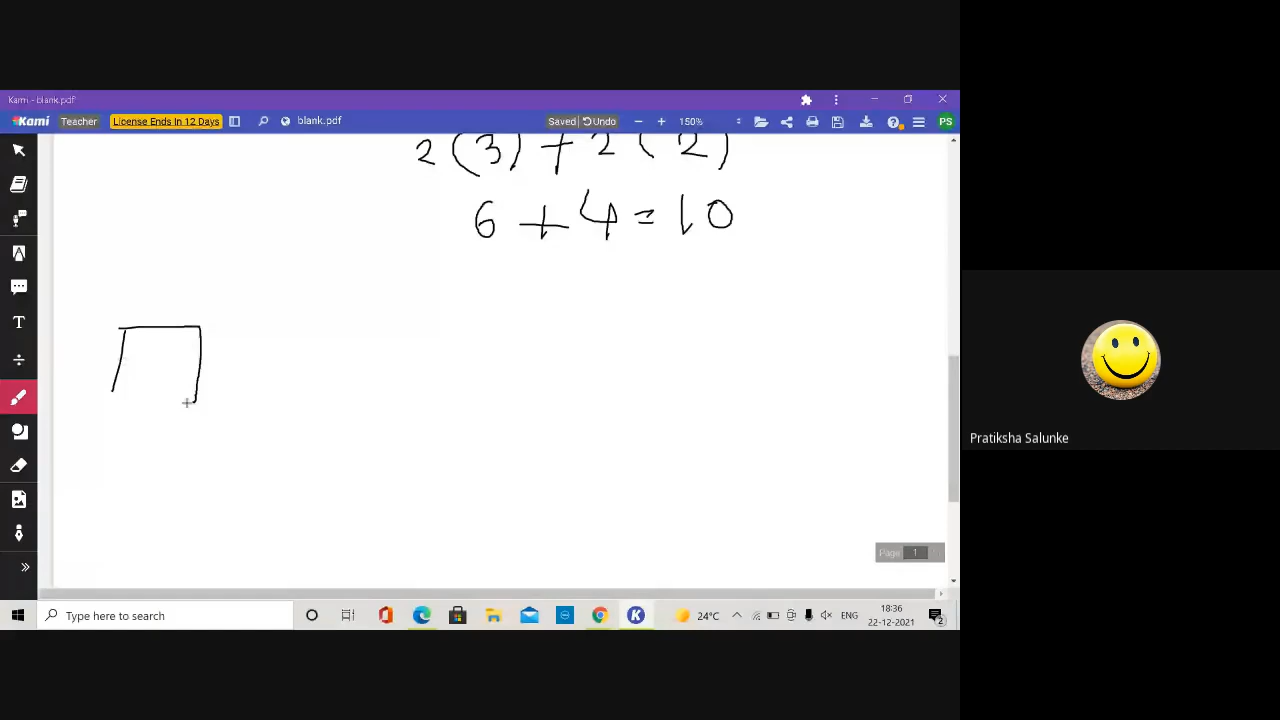 Kami - blank.pdf
Kami
Teacher
License Ends In 12 Days
blank.pdf
Saved
Undo
150%
PS
2 (3) + 2 (2)
6 + 4 = 10
T
Pratiksha Salunke
Page 1
Type here to search
K
24°C
ENG
18:36
22-12-2021
2